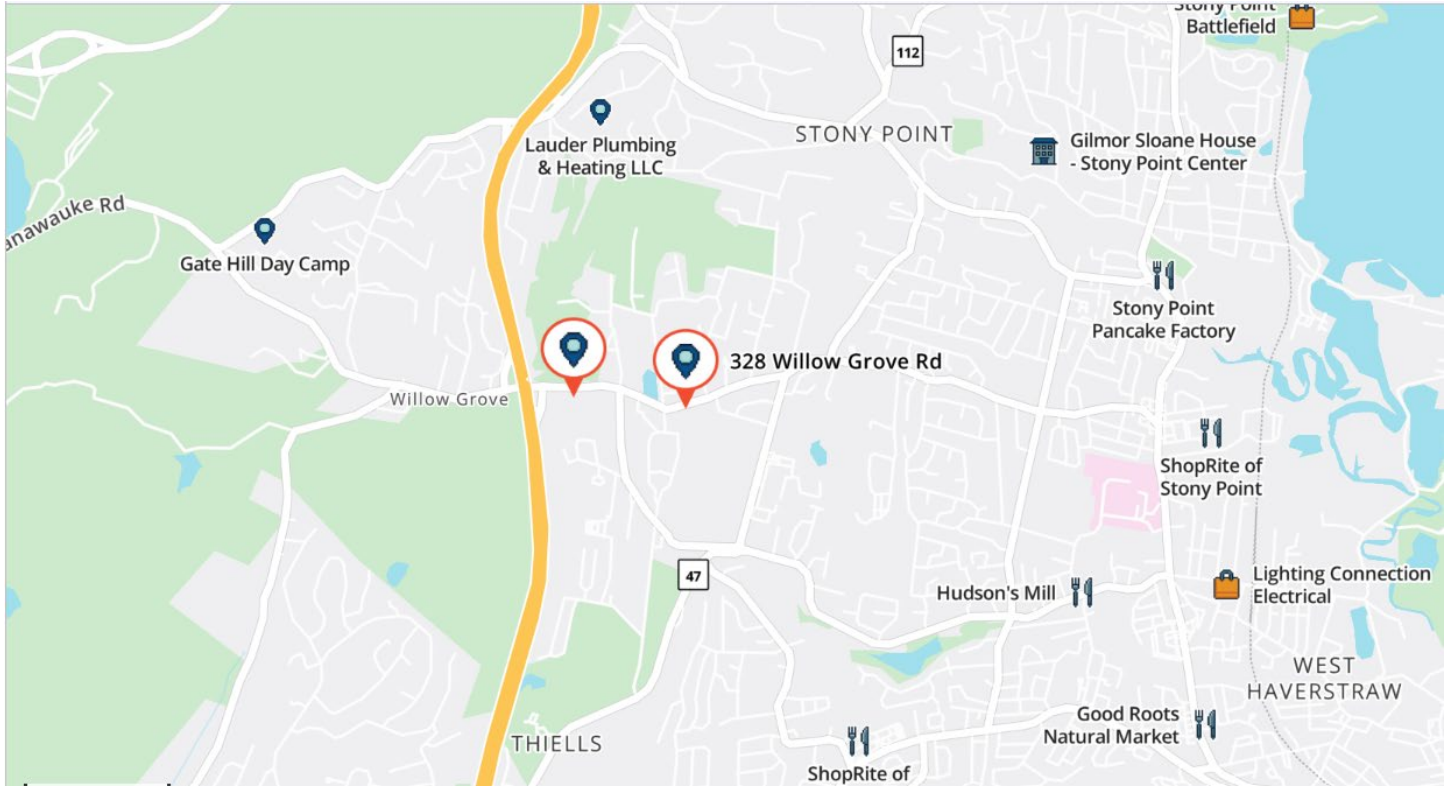 Stony Point
Battlefield
112
Lauder Plumbing
& Heating LLC
STONY POINT
Gilmor Sloane House
- Stony Point Center
anawauke Rd
Gate Hill Day Camp
Stony Point
Pancake Factory
328 Willow Grove Rd
Willow Grove
ShopRite of
Stony Point
47
Hudson's Mill
Lighting Connection
Electrical
WEST
HAVERSTRAW
Good Roots
Natural Market
THIELLS
ShopRite of